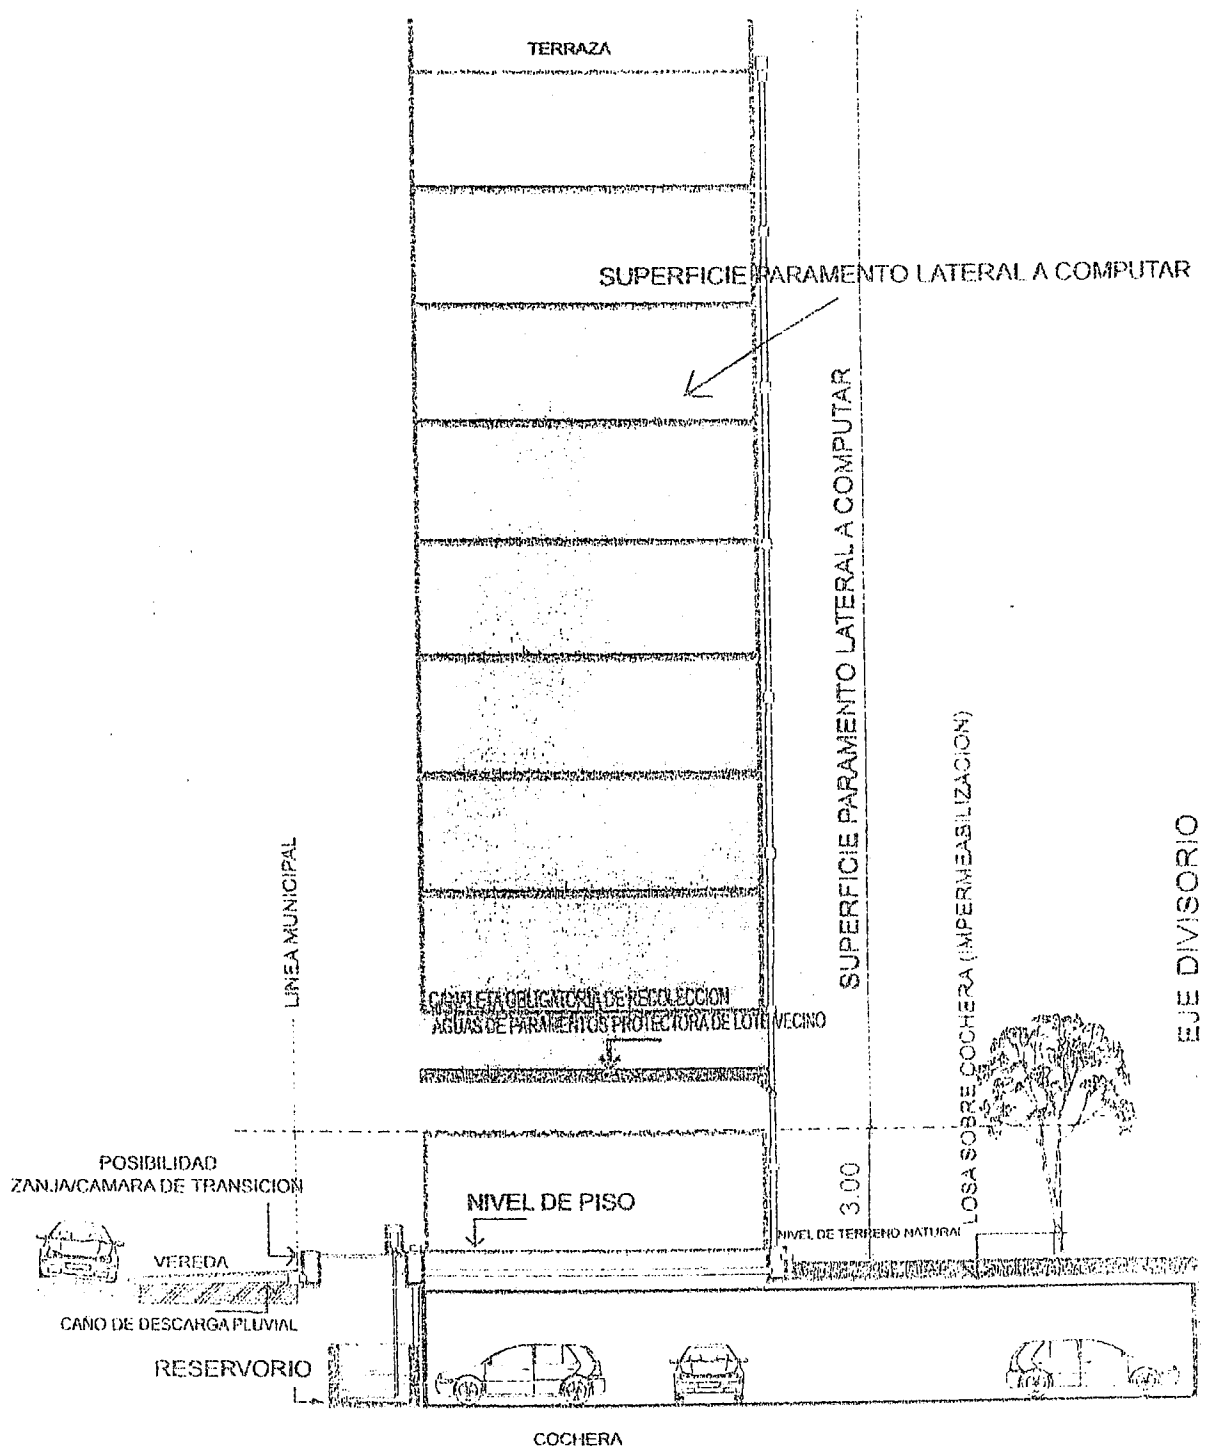 TERRAZA
SUPERFICIE PARAMENTO LATERAL A COMPUTAR
SUPERFICIE PARAMENTO LATERAL A COMPUTAR
LINEA MUNICIPAL
LOSA SOBRE COCHERA (IMPERMEABILIZACION)
EJE DIVISORIO
CANALETA OBLIGATORIA DE RECOLECCION
AGUAS DE PARAMENTOS PROTECTORA DE LOTE VECINO
POSIBILIDAD
ZANJA/CAMARA DE TRANSICION
NIVEL DE PISO
3.00
NIVEL DE TERRENO NATURAL
VEREDA
CAÑO DE DESCARGA PLUVIAL
RESERVORIO
COCHERA